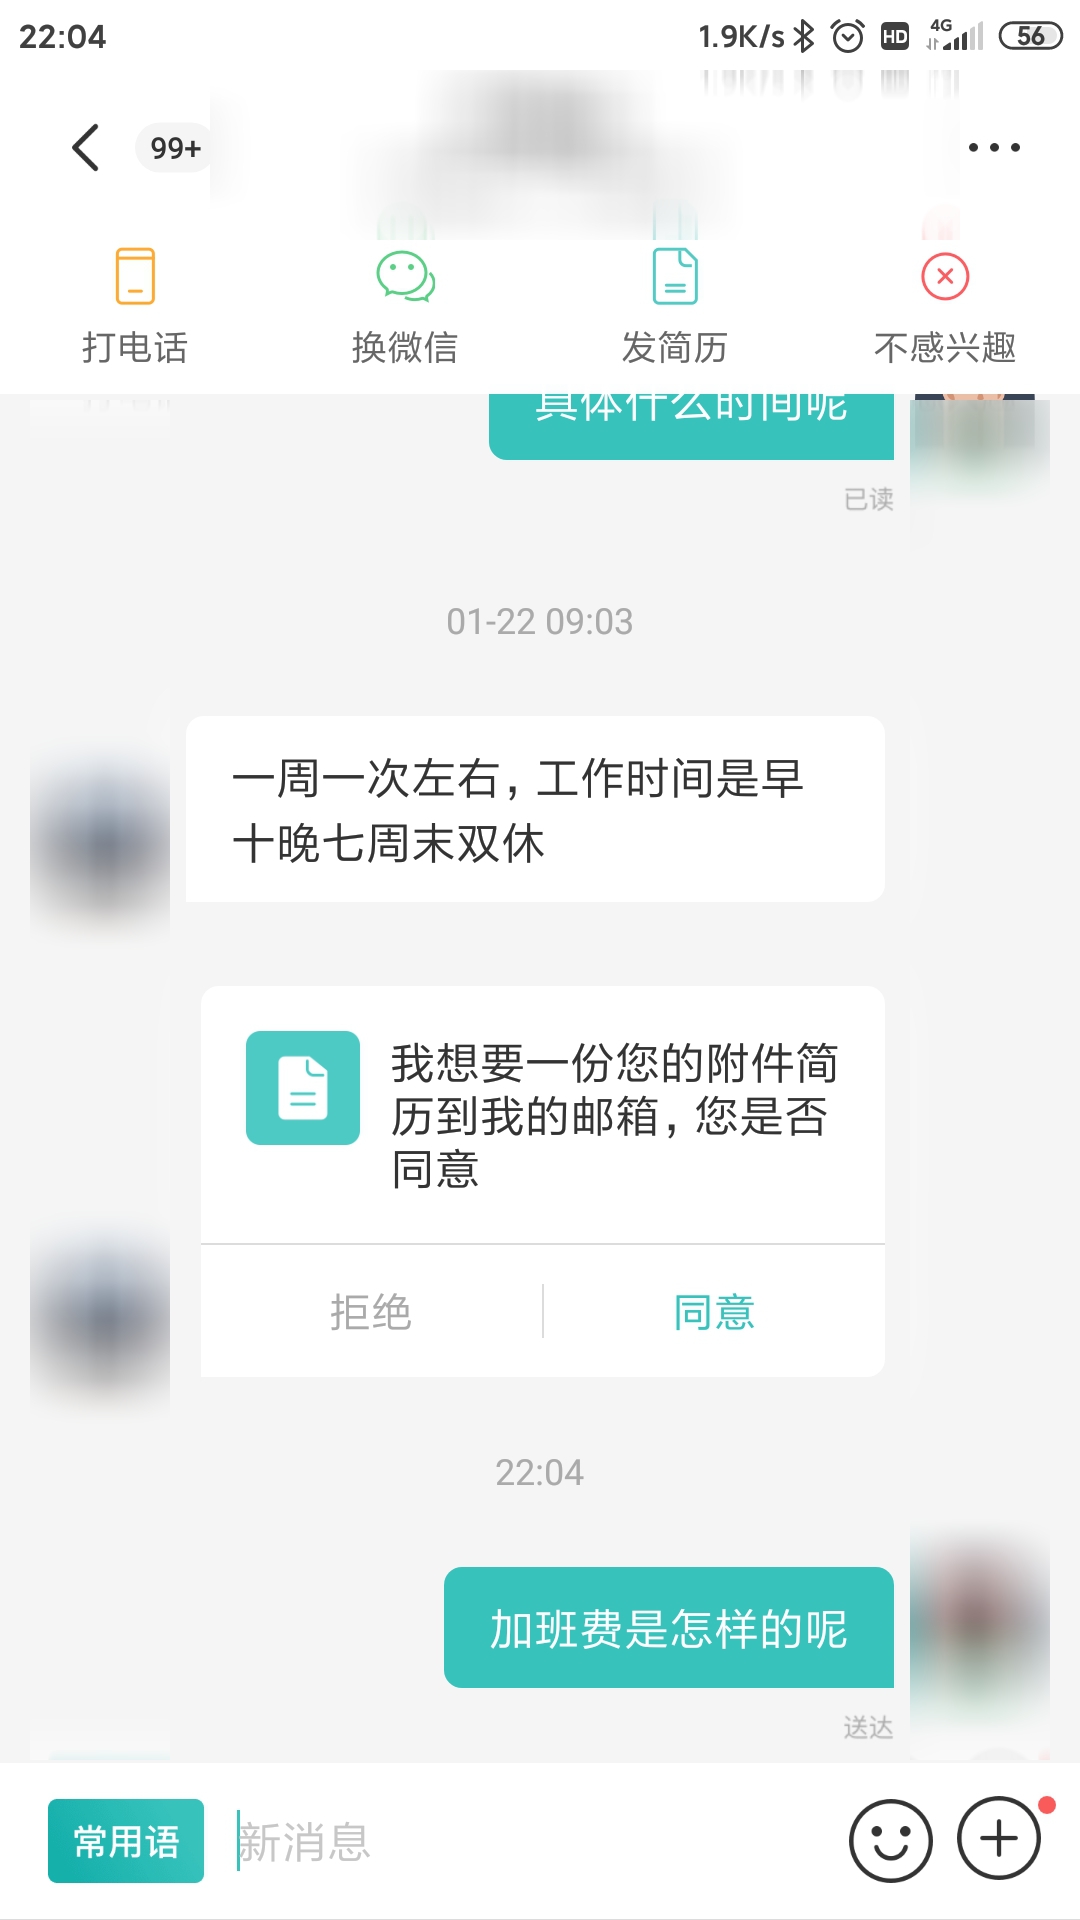 22:04
1.9K/s
HD
4G
56
99+
打电话
换微信
发简历
不感兴趣
具体什么时间呢
已读
01-22 09:03
一周一次左右，工作时间是早
十晚七周末双休
我想要一份您的附件简
历到我的邮箱，您是否
同意
拒绝
同意
22:04
加班费是怎样的呢
送达
常用语
新消息